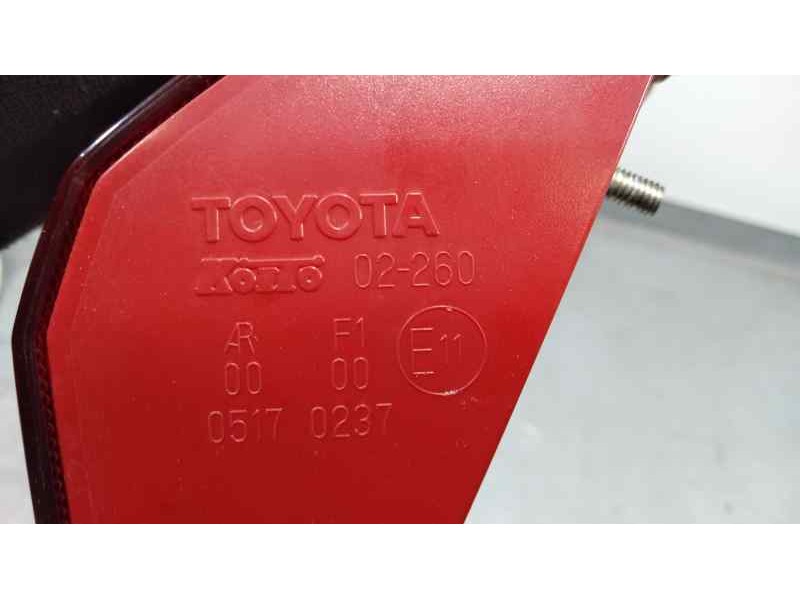 TOYOTA
KOITO 02-260
AR F1
00 00 E11
0517 0237